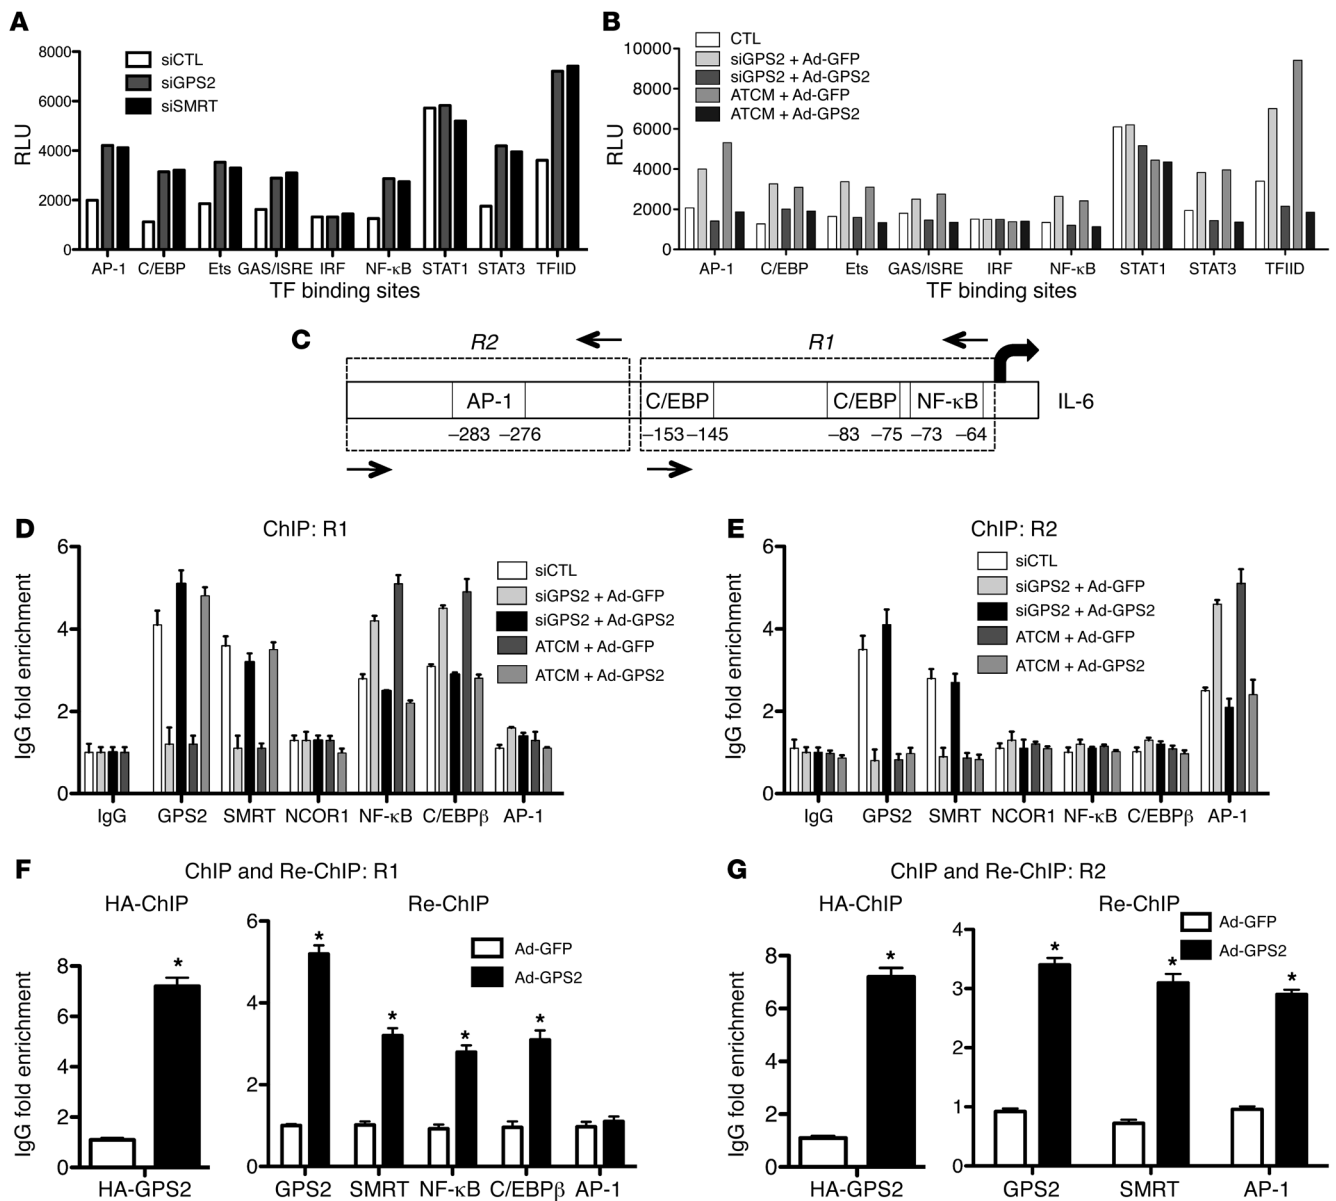 A
8000
6000
4000
2000
0
RLU
siCTL
siGPS2
siSMRT
AP-1 C/EBP Ets GAS/ISRE IRF NF-κB STAT1 STAT3 TFIID
TF binding sites
B
10000
8000
6000
4000
2000
0
RLU
CTL
siGPS2 + Ad-GFP
siGPS2 + Ad-GPS2
ATCM + Ad-GFP
ATCM + Ad-GPS2
AP-1 C/EBP Ets GAS/ISRE IRF NF-κB STAT1 STAT3 TFIID
TF binding sites
C
R2 R1
AP-1 C/EBP C/EBP NF-κB IL-6
–283 –276 –153 –145 –83 –75 –73 –64
D
ChIP: R1
6
4
2
0
IgG fold enrichment
siCTL
siGPS2 + Ad-GFP
siGPS2 + Ad-GPS2
ATCM + Ad-GFP
ATCM + Ad-GPS2
IgG GPS2 SMRT NCOR1 NF-κB C/EBPβ AP-1
E
ChIP: R2
6
4
2
0
IgG fold enrichment
siCTL
siGPS2 + Ad-GFP
siGPS2 + Ad-GPS2
ATCM + Ad-GFP
ATCM + Ad-GPS2
IgG GPS2 SMRT NCOR1 NF-κB C/EBPβ AP-1
F
ChIP and Re-ChIP: R1
HA-ChIP
8
6
4
2
0
IgG fold enrichment
*
HA-GPS2
Re-ChIP
6
4
2
0
Ad-GFP
Ad-GPS2
* * * *
GPS2 SMRT NF-κB C/EBPβ AP-1
G
ChIP and Re-ChIP: R2
HA-ChIP
8
6
4
2
0
IgG fold enrichment
*
HA-GPS2
Re-ChIP
4
3
2
1
0
Ad-GFP
Ad-GPS2
* * *
GPS2 SMRT AP-1